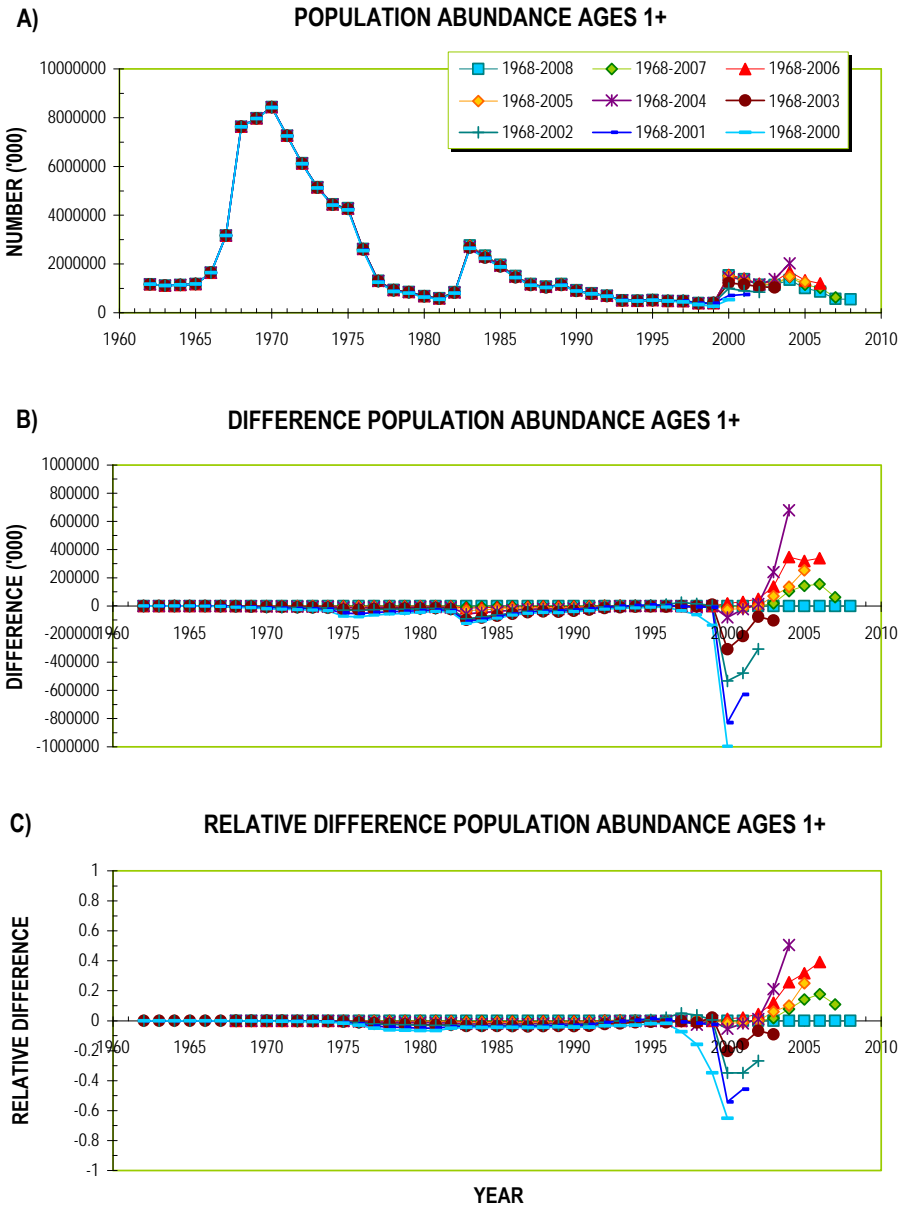 A)
POPULATION ABUNDANCE AGES 1+
1968-2008 1968-2007 1968-2006
1968-2005 1968-2004 1968-2003
1968-2002 1968-2001 1968-2000
NUMBER ('000)
10000000
8000000
6000000
4000000
2000000
0
1960 1965 1970 1975 1980 1985 1990 1995 2000 2005 2010
B)
DIFFERENCE POPULATION ABUNDANCE AGES 1+
DIFFERENCE ('000)
1000000
800000
600000
400000
200000
0
-200000
-400000
-600000
-800000
-1000000
1960 1965 1970 1975 1980 1985 1990 1995 2000 2005 2010
C)
RELATIVE DIFFERENCE POPULATION ABUNDANCE AGES 1+
RELATIVE DIFFERENCE
1
0.8
0.6
0.4
0.2
0
-0.2
-0.4
-0.6
-0.8
-1
1960 1965 1970 1975 1980 1985 1990 1995 2000 2005 2010
YEAR